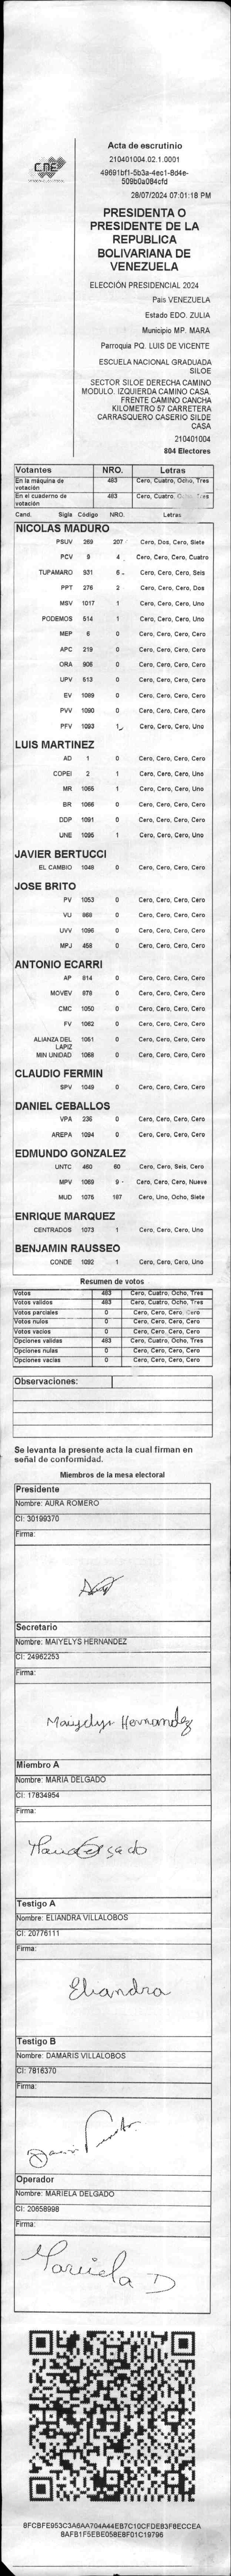 CNE
Acta de escrutinio
210401004.02.1.0001
49691bf1-5b3a-4ec1-8d4e-
509b0a084cfd
28/07/2024 07:01:18 PM
PRESIDENTA O
PRESIDENTE DE LA
REPUBLICA
BOLIVARIANA DE
VENEZUELA
ELECCIÓN PRESIDENCIAL 2024
País VENEZUELA
Estado EDO. ZULIA
Municipio MP. MARA
Parroquia PQ. LUIS DE VICENTE
ESCUELA NACIONAL GRADUADA
SILOE
SECTOR SILOE DERECHA CAMINO
MODULO. IZQUIERDA CAMINO CASA.
FRENTE CAMINO CANCHA
KILOMETRO 57 CARRETERA
CARRASQUERO CASERIO SILDE
CASA
210401004
804 Electores
Votantes NRO. Letras
En la máquina de votación 483 Cero, Cuatro, Ocho, Tres
En el cuaderno de votación 483 Cero, Cuatro, Ocho, Tres
Cand. Sigla Código NRO. Letras
NICOLAS MADURO
PSUV 269 207 Cero, Dos, Cero, Siete
PCV 9 4 Cero, Cero, Cero, Cuatro
TUPAMARO 931 6 Cero, Cero, Cero, Seis
PPT 276 2 Cero, Cero, Cero, Dos
MSV 1017 1 Cero, Cero, Cero, Uno
PODEMOS 514 1 Cero, Cero, Cero, Uno
MEP 6 0 Cero, Cero, Cero, Cero
APC 219 0 Cero, Cero, Cero, Cero
ORA 906 0 Cero, Cero, Cero, Cero
UPV 513 0 Cero, Cero, Cero, Cero
EV 1089 0 Cero, Cero, Cero, Cero
PVV 1090 0 Cero, Cero, Cero, Cero
PFV 1093 1 Cero, Cero, Cero, Uno
LUIS MARTINEZ
AD 1 0 Cero, Cero, Cero, Cero
COPEI 2 1 Cero, Cero, Cero, Uno
MR 1065 1 Cero, Cero, Cero, Uno
BR 1066 0 Cero, Cero, Cero, Cero
DDP 1091 0 Cero, Cero, Cero, Cero
UNE 1095 1 Cero, Cero, Cero, Uno
JAVIER BERTUCCI
EL CAMBIO 1048 0 Cero, Cero, Cero, Cero
JOSE BRITO
PV 1053 0 Cero, Cero, Cero, Cero
VU 868 0 Cero, Cero, Cero, Cero
UVV 1096 0 Cero, Cero, Cero, Cero
MPJ 458 0 Cero, Cero, Cero, Cero
ANTONIO ECARRI
AP 814 0 Cero, Cero, Cero, Cero
MOVEV 878 0 Cero, Cero, Cero, Cero
CMC 1050 0 Cero, Cero, Cero, Cero
FV 1062 0 Cero, Cero, Cero, Cero
ALIANZA DEL LAPIZ 1051 0 Cero, Cero, Cero, Cero
MIN UNIDAD 1068 0 Cero, Cero, Cero, Cero
CLAUDIO FERMIN
SPV 1049 0 Cero, Cero, Cero, Cero
DANIEL CEBALLOS
VPA 236 0 Cero, Cero, Cero, Cero
AREPA 1094 0 Cero, Cero, Cero, Cero
EDMUNDO GONZALEZ
UNTC 460 60 Cero, Cero, Seis, Cero
MPV 1069 9 Cero, Cero, Cero, Nueve
MUD 1075 187 Cero, Uno, Ocho, Siete
ENRIQUE MARQUEZ
CENTRADOS 1073 1 Cero, Cero, Cero, Uno
BENJAMIN RAUSSEO
CONDE 1092 1 Cero, Cero, Cero, Uno
Resumen de votos
Votos 483 Cero, Cuatro, Ocho, Tres
Votos validos 483 Cero, Cuatro, Ocho, Tres
Votos parciales 0 Cero, Cero, Cero, Cero
Votos nulos 0 Cero, Cero, Cero, Cero
Votos vacíos 0 Cero, Cero, Cero, Cero
Opciones validas 483 Cero, Cuatro, Ocho, Tres
Opciones nulas 0 Cero, Cero, Cero, Cero
Opciones vacías 0 Cero, Cero, Cero, Cero
Observaciones:
Se levanta la presente acta la cual firman en
señal de conformidad.
Miembros de la mesa electoral
Presidente
Nombre: AURA ROMERO
CI: 30199370
Firma:
Secretario
Nombre: MAIYELYS HERNANDEZ
CI: 24962253
Firma:
Maiyelys Hernandez
Miembro A
Nombre: MARIA DELGADO
CI: 17834954
Firma:
Testigo A
Nombre: ELIANDRA VILLALOBOS
CI: 20776111
Firma:
Eliandra
Testigo B
Nombre: DAMARIS VILLALOBOS
CI: 7816370
Firma:
Operador
Nombre: MARIELA DELGADO
CI: 20658998
Firma:
Mariela D
8FCBFE953C3A6AA704A44EB7C10CFDE83F8ECCEA
8AFB1F5EBE058E8F01C19796